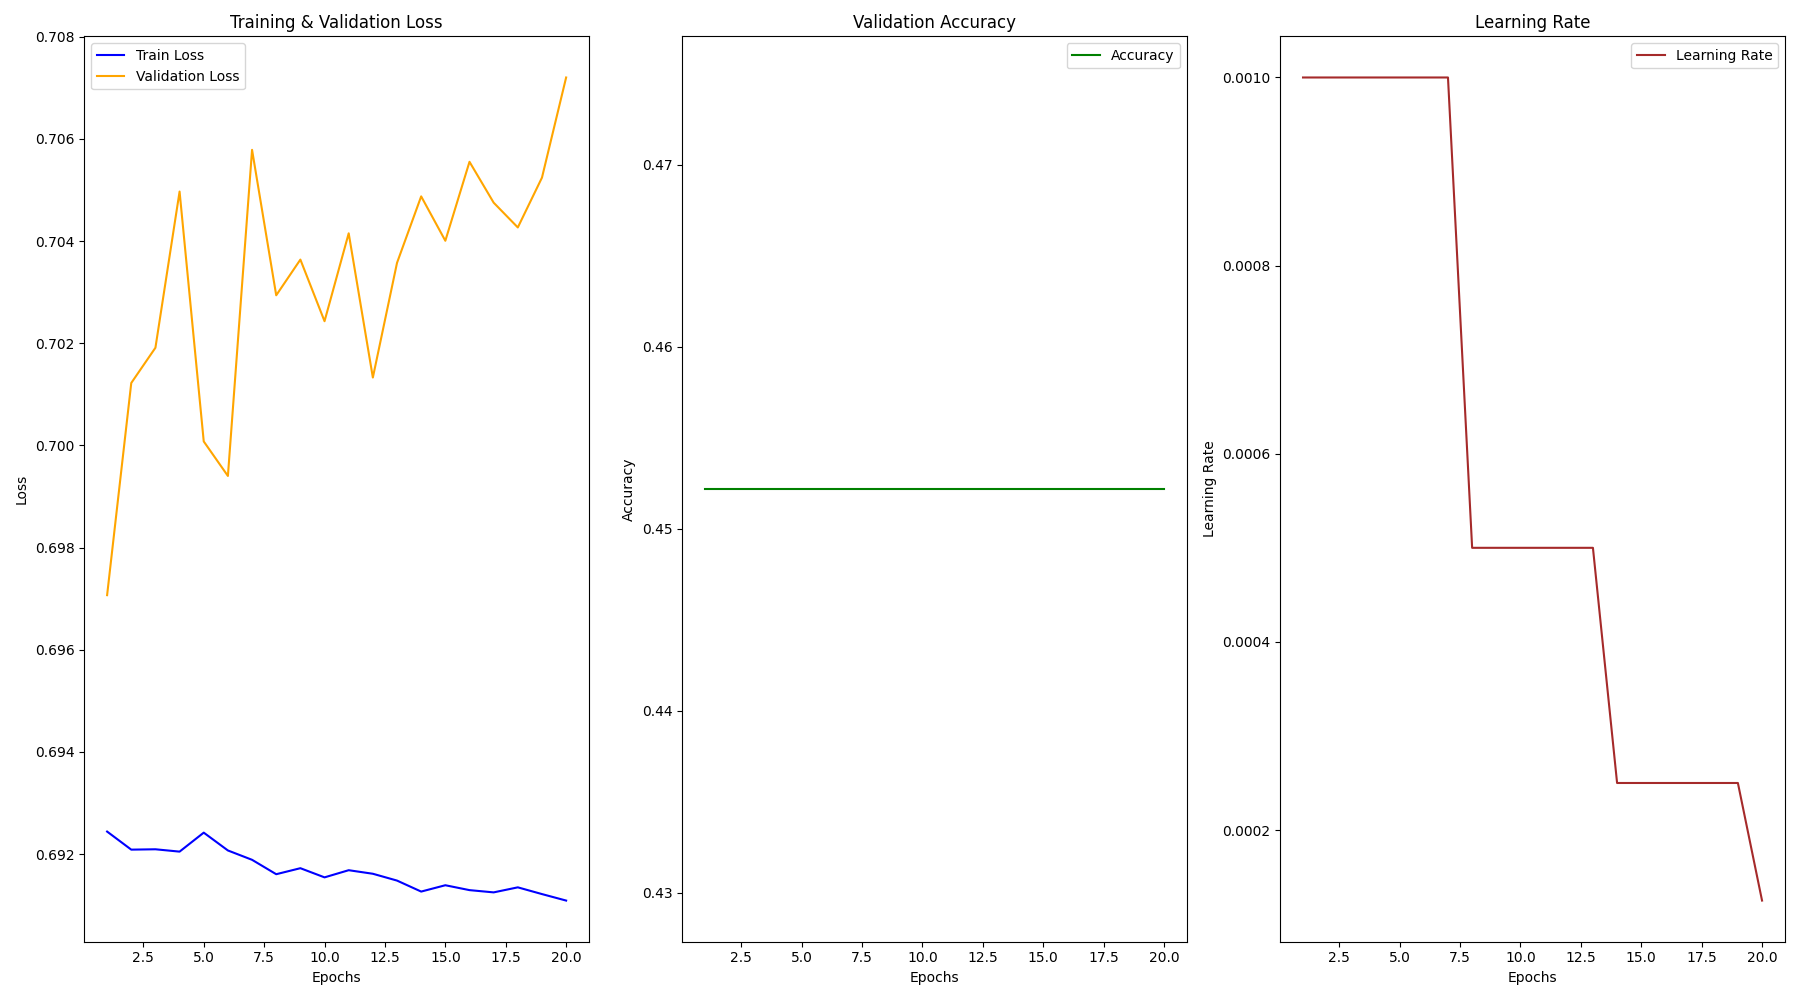 Training & Validation Loss
Train Loss
Validation Loss
0.708
0.706
0.704
0.702
0.700
0.698
0.696
0.694
0.692
Loss
2.5 5.0 7.5 10.0 12.5 15.0 17.5 20.0
Epochs
Validation Accuracy
Accuracy
0.47
0.46
0.45
0.44
0.43
Accuracy
2.5 5.0 7.5 10.0 12.5 15.0 17.5 20.0
Epochs
Learning Rate
Learning Rate
0.0010
0.0008
0.0006
0.0004
0.0002
Learning Rate
2.5 5.0 7.5 10.0 12.5 15.0 17.5 20.0
Epochs